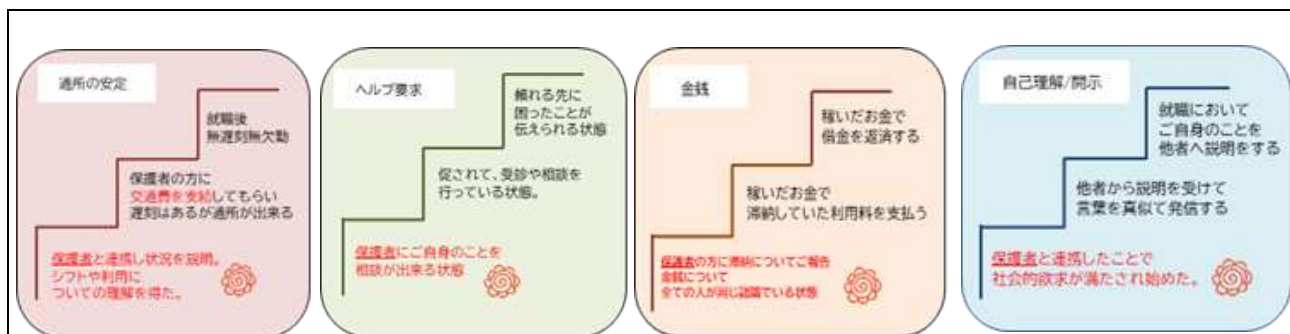 通所の安定
就職後
無遅刻無欠勤
保護者の方に
交通費を支給してもらい
遅刻はあるが通所が出来る
保護者と連携し状況を説明。
シフトや利用に
ついての理解を得た。
ヘルプ要求
頼れる先に
困ったことが
伝えられる状態
促されて、受診や相談を
行っている状態。
保護者にご自身のことを
相談が出来る状態
金銭
稼いだお金で
借金を返済する
稼いだお金で
滞納していた利用料を支払う
保護者の方に滞納についてご報告
金銭について
全ての人が同じ認識でいる状態
自己理解/開示
就職において
ご自身のことを
他者へ説明をする
他者から説明を受けて
言葉を真似て発信する
保護者と連携したことで
社会的欲求が満たされ始めた。